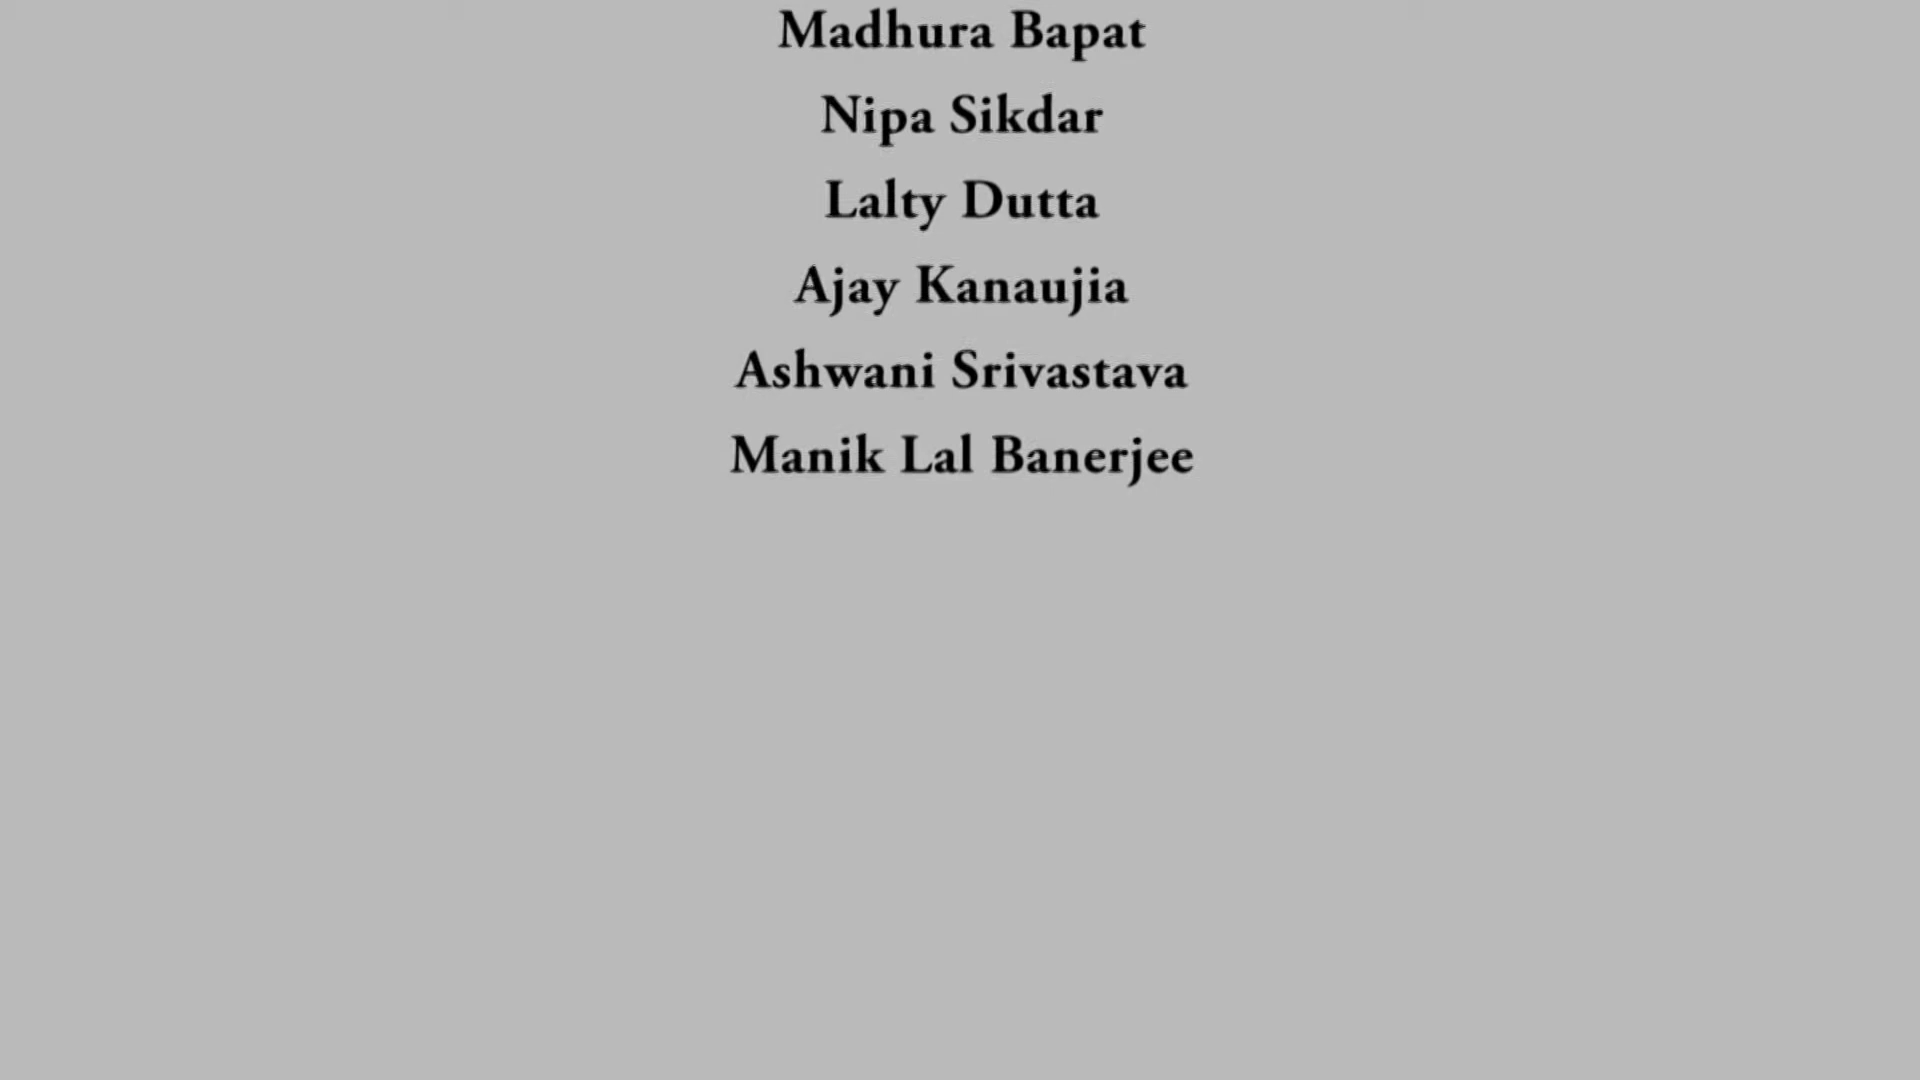 Madhura Bapat
Nipa Sikdar
Lalty Dutta
Ajay Kanaujia
Ashwani Srivastava
Manik Lal Banerjee